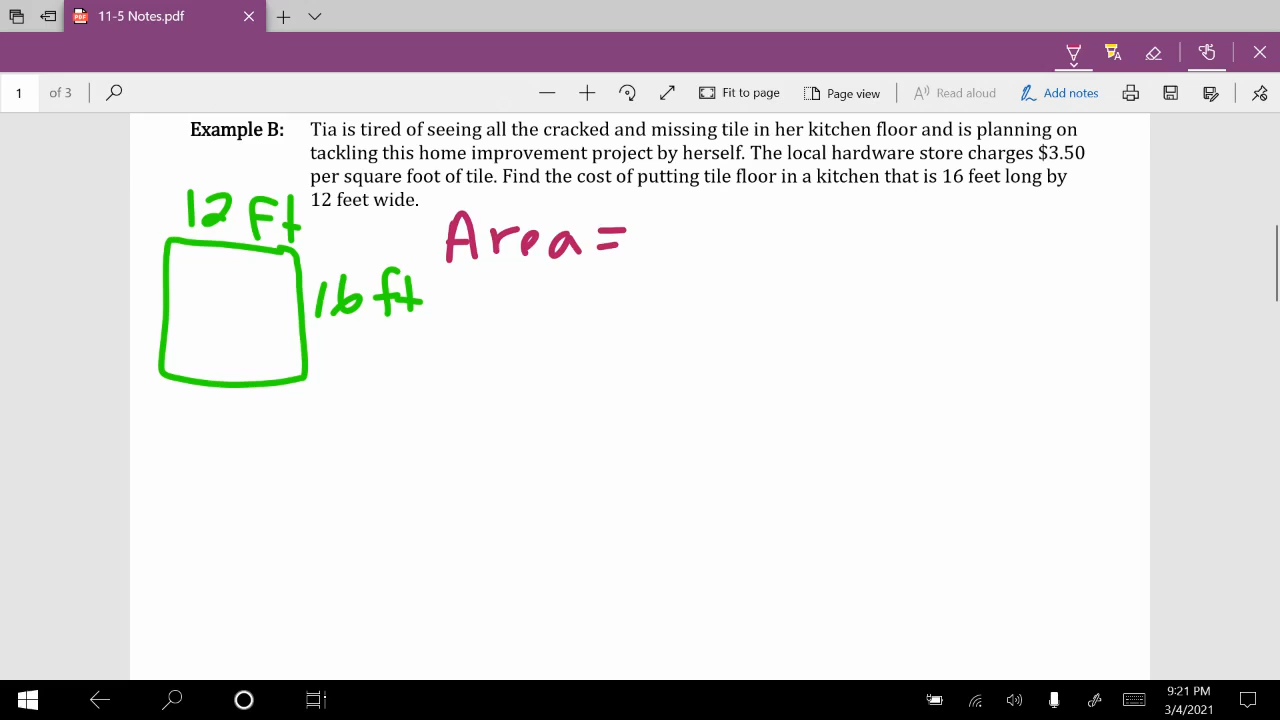 11-5 Notes.pdf
1 of 3
Fit to page
Page view
Read aloud
Add notes
Example B: Tia is tired of seeing all the cracked and missing tile in her kitchen floor and is planning on
tackling this home improvement project by herself. The local hardware store charges $3.50
per square foot of tile. Find the cost of putting tile floor in a kitchen that is 16 feet long by
12 feet wide.
12 Ft
Area =
16 ft
9:21 PM
3/4/2021